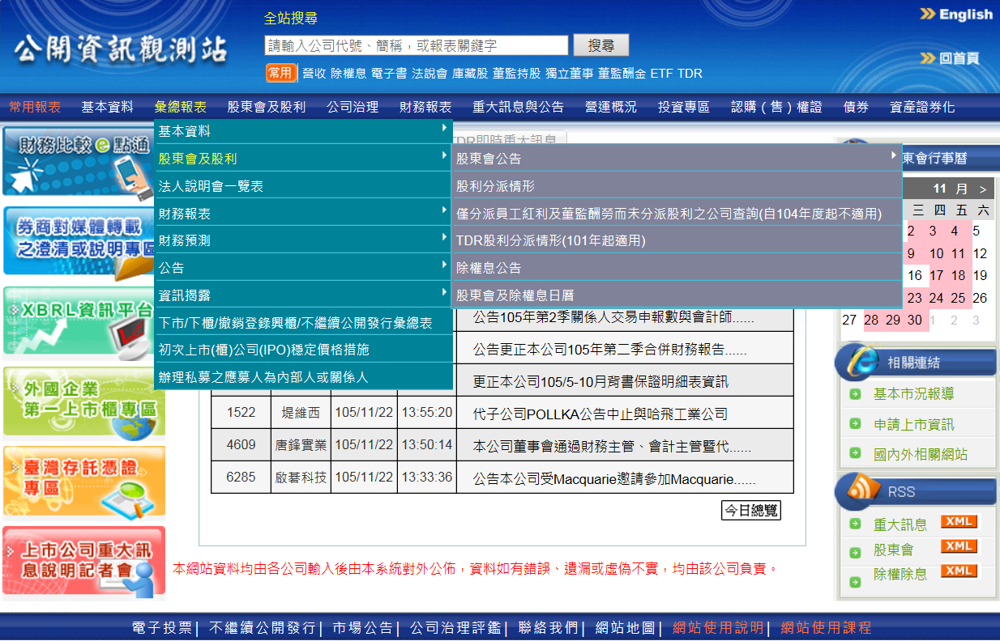 全站搜尋
English
公開資訊觀測站
請輸入公司代號、簡稱，或報表關鍵字
搜尋
回首頁
常用 營收 除權息 電子書 法說會 庫藏股 董監持股 獨立董事 董監酬金 ETF TDR
常用報表 基本資料 彙總報表 股東會及股利 公司治理 財務報表 重大訊息與公告 營運概況 投資專區 認購（售）權證 債券 資產證券化
財務比較e點通
券商對媒體轉載
之澄清或說明專區
XBRL資訊平台
外國企業
第一上市櫃專區
臺灣存託憑證
專區
上市公司重大訊
息說明記者會
基本資料
股東會及股利
法人說明會一覽表
財務報表
財務預測
公告
資訊揭露
下市/下櫃/撤銷登錄興櫃/不繼續公開發行彙總表
初次上市(櫃)公司(IPO)穩定價格措施
辦理私募之應募人為內部人或關係人
TDR即時重大訊息
股東會公告
股利分派情形
僅分派員工紅利及董監酬勞而未分派股利之公司查詢(自104年度起不適用)
TDR股利分派情形(101年起適用)
除權息公告
股東會及除權息日曆
公告105年第2季關係人交易申報數與會計師......
公告更正本公司105年第二季合併財務報告......
更正本公司105/5-10月背書保證明細表資訊
1522 堤維西 105/11/22 13:55:20 代子公司POLLKA公告中止與哈飛工業公司
4609 唐鋒實業 105/11/22 13:50:14 本公司董事會通過財務主管、會計主管暨代......
6285 啟碁科技 105/11/22 13:33:36 公告本公司受Macquarie邀請參加Macquarie......
今日總覽
本網站資料均由各公司輸入後由本系統對外公佈，資料如有錯誤、遺漏或虛偽不實，均由該公司負責。
東會行事曆
11 月 >
三 四 五 六
2 3 4 5
9 10 11 12
16 17 18 19
23 24 25 26
27 28 29 30 1 2 3
相關連結
基本市況報導
申請上市資訊
國內外相關網站
RSS
重大訊息 XML
股東會 XML
除權除息 XML
電子投票| 不繼續公開發行| 市場公告| 公司治理評鑑| 聯絡我們| 網站地圖| 網站使用說明| 網站使用課程